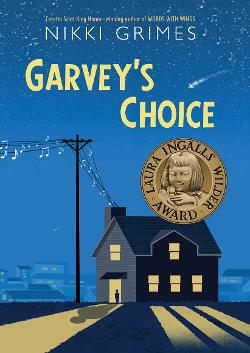 Coretta Scott King Honor–winning author of WORDS WITH WINGS
NIKKI GRIMES
GARVEY'S
CHOICE
LAURA INGALLS WILDER
AWARD